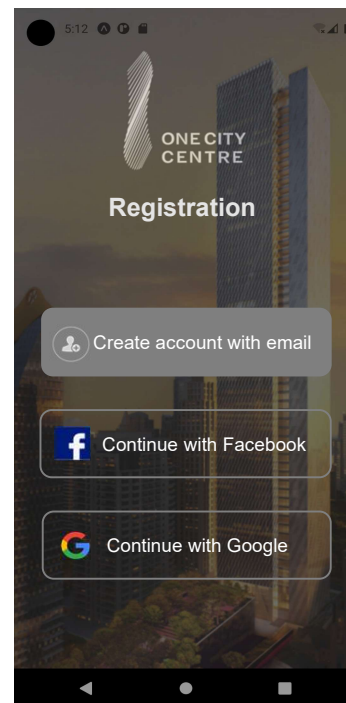 5:12
ONE CITY
CENTRE
Registration
Create account with email
Continue with Facebook
Continue with Google